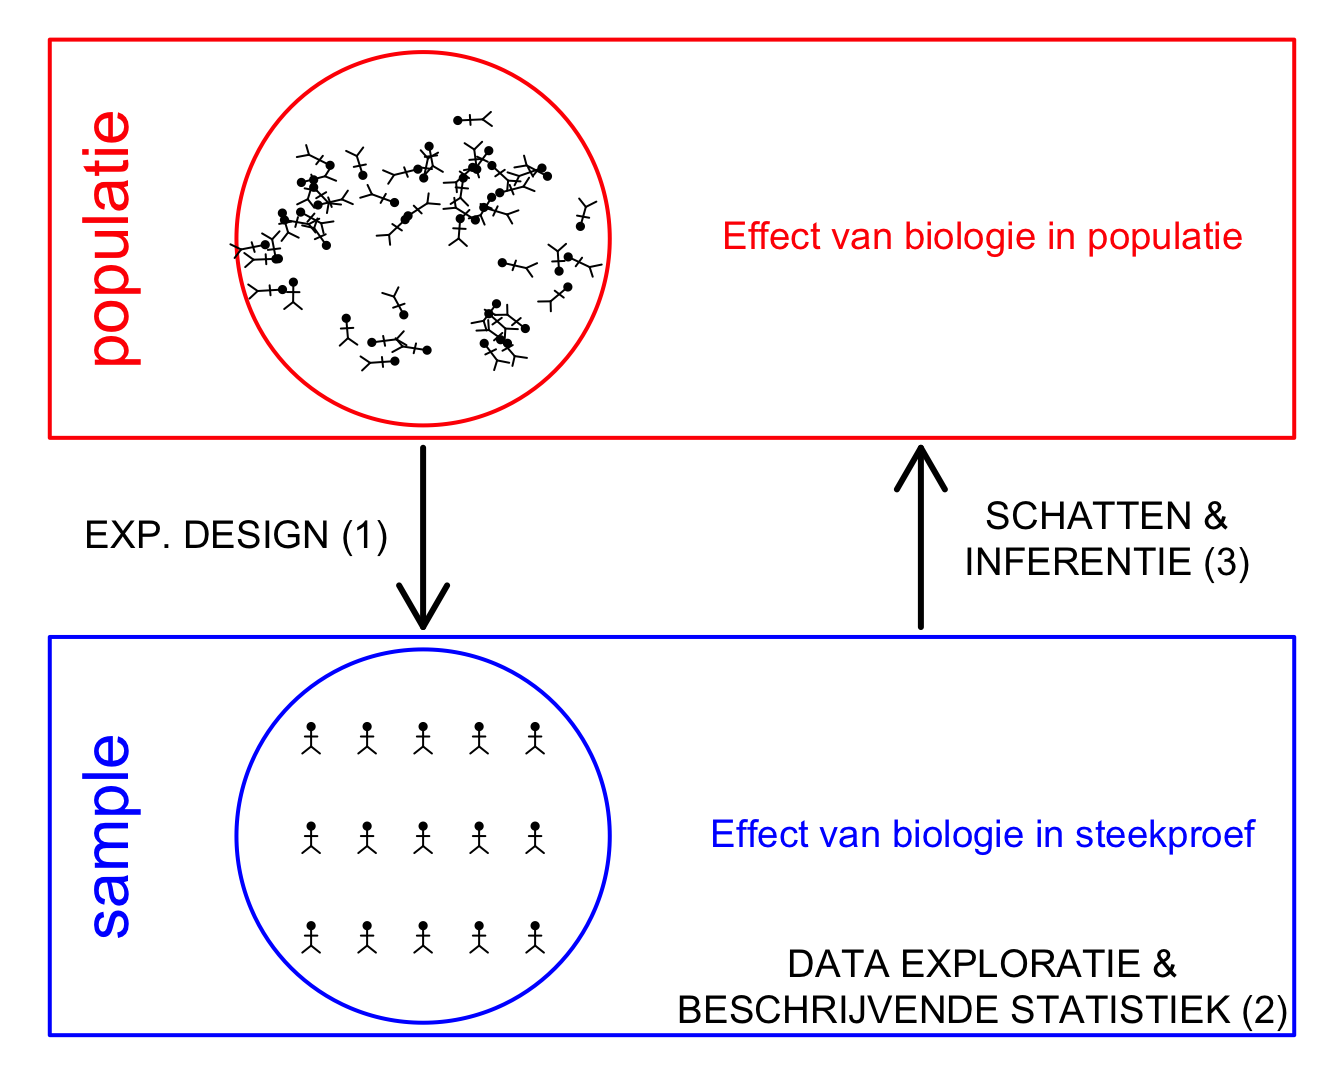 populatie
Effect van biologie in populatie
EXP. DESIGN (1)
SCHATTEN &
INFERENTIE (3)
sample
Effect van biologie in steekproef
DATA EXPLORATIE &
BESCHRIJVENDE STATISTIEK (2)